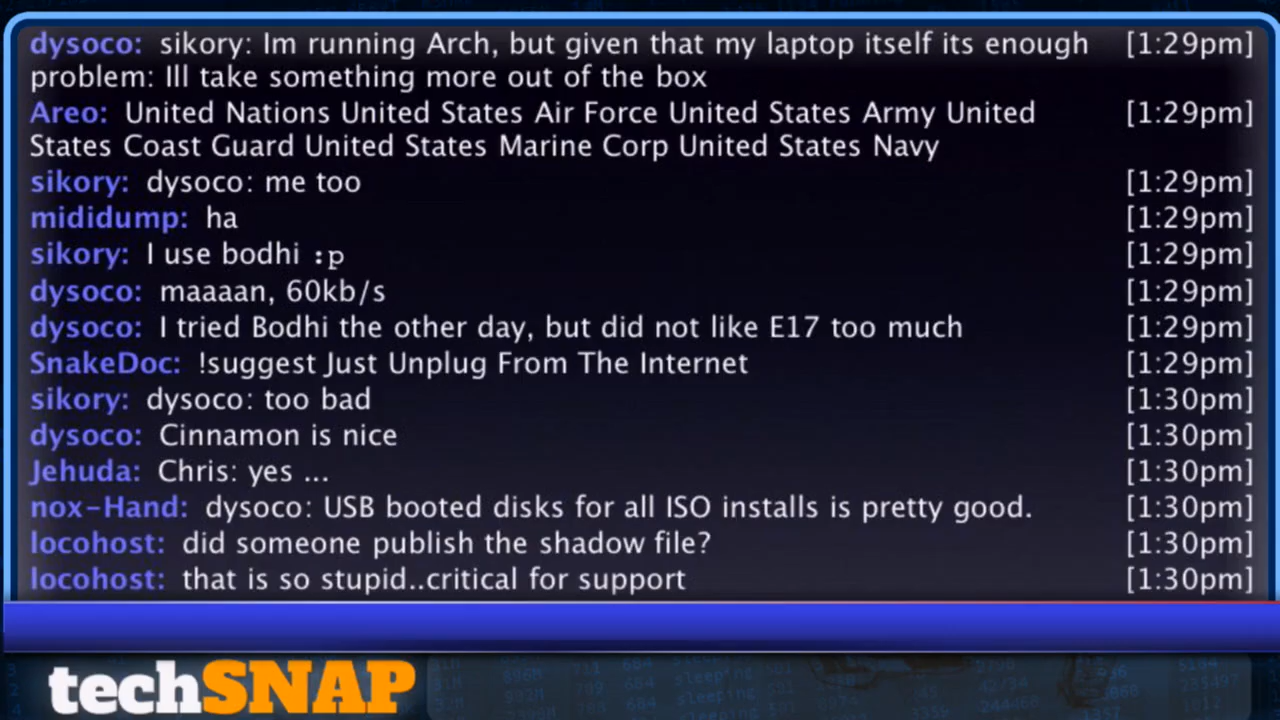 dysoco: sikory: Im running Arch, but given that my laptop itself its enough [1:29pm]
problem: Ill take something more out of the box
Areo: United Nations United States Air Force United States Army United [1:29pm]
States Coast Guard United States Marine Corp United States Navy
sikory: dysoco: me too [1:29pm]
mididump: ha [1:29pm]
sikory: I use bodhi :p [1:29pm]
dysoco: maaaan, 60kb/s [1:29pm]
dysoco: I tried Bodhi the other day, but did not like E17 too much [1:29pm]
SnakeDoc: !suggest Just Unplug From The Internet [1:29pm]
sikory: dysoco: too bad [1:30pm]
dysoco: Cinnamon is nice [1:30pm]
Jehuda: Chris: yes ... [1:30pm]
nox-Hand: dysoco: USB booted disks for all ISO installs is pretty good. [1:30pm]
locohost: did someone publish the shadow file? [1:30pm]
locohost: that is so stupid..critical for support [1:30pm]
techSNAP